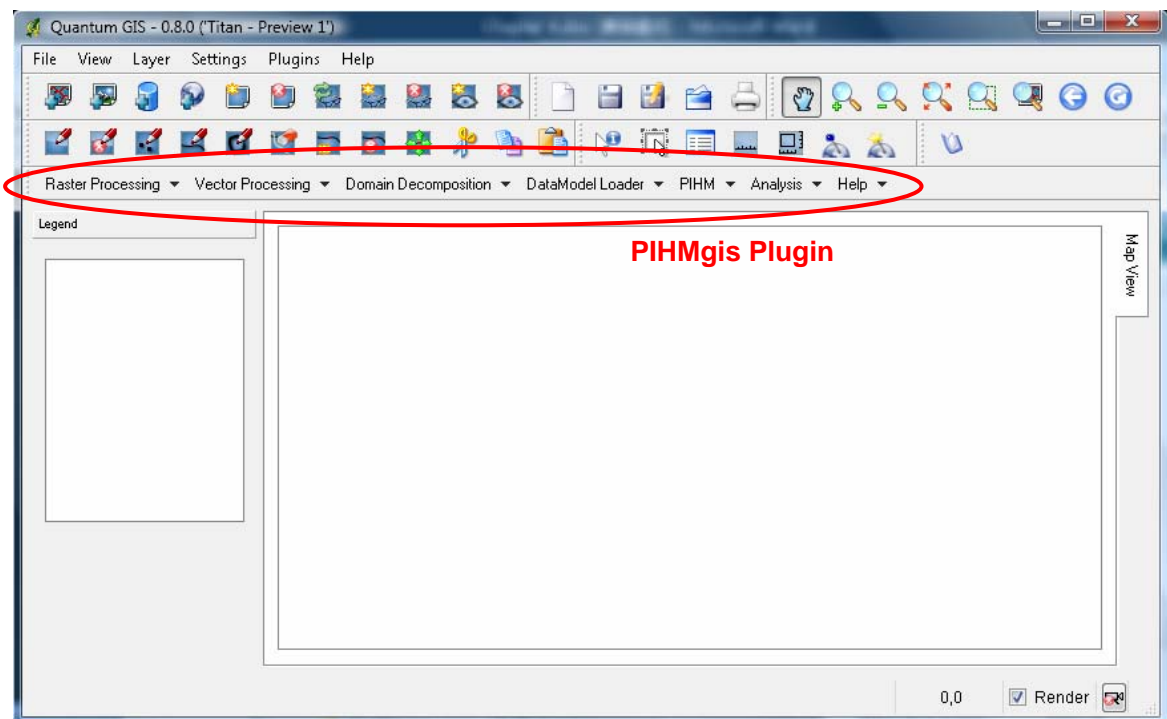 Quantum GIS - 0.8.0 ('Titan - Preview 1')
File View Layer Settings Plugins Help
Raster Processing Vector Processing Domain Decomposition DataModel Loader PIHM Analysis Help
Legend
PIHMgis Plugin
Map View
0,0 Render